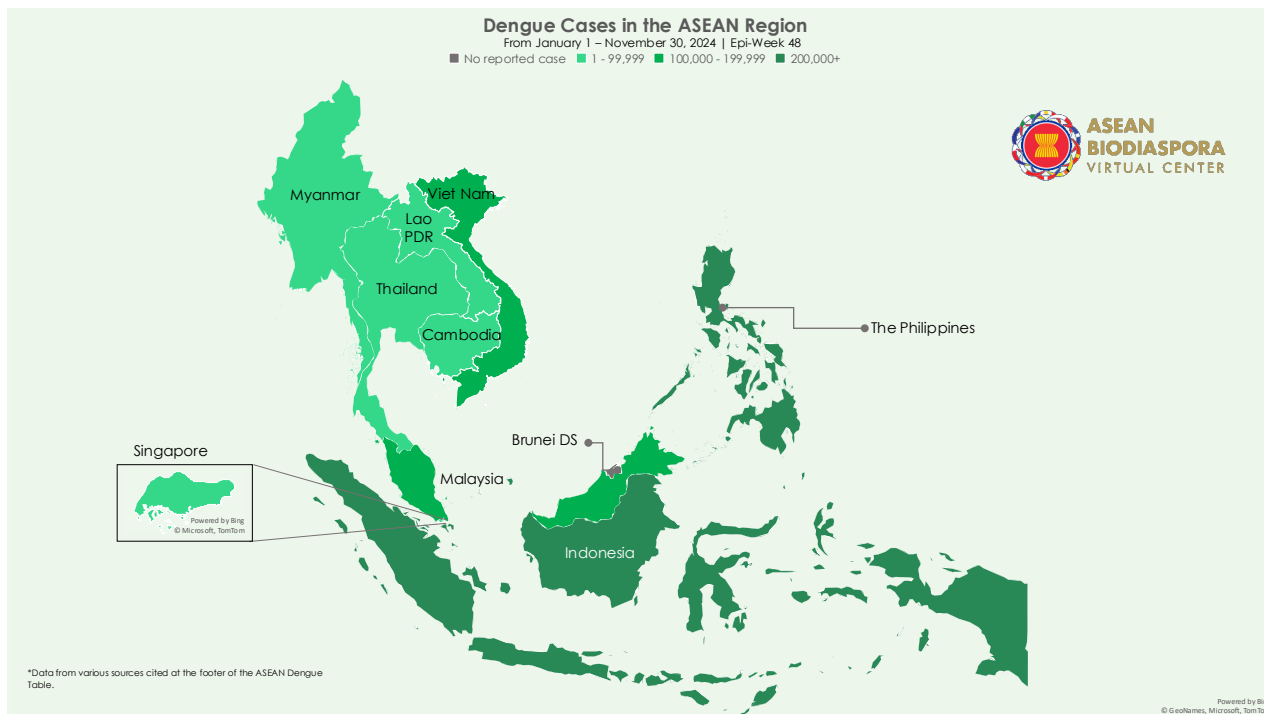 Dengue Cases in the ASEAN Region
From January 1 – November 30, 2024 | Epi-Week 48
No reported case 1 - 99,999 100,000 - 199,999 200,000+
ASEAN
BIODIASPORA
VIRTUAL CENTER
Myanmar
Viet Nam
Lao
PDR
Thailand
Cambodia
The Philippines
Brunei DS
Singapore
Malaysia
Powered by Bing
© Microsoft, TomTom
Indonesia
*Data from various sources cited at the footer of the ASEAN Dengue
Table.
Powered by
© GeoNames, Microsoft,